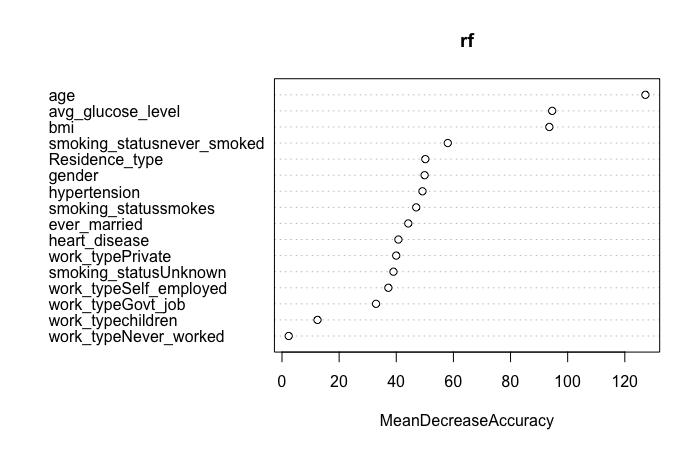 rf
age
avg_glucose_level
bmi
smoking_statusnever_smoked
Residence_type
gender
hypertension
smoking_statussmokes
ever_married
heart_disease
work_typePrivate
smoking_statusUnknown
work_typeSelf_employed
work_typeGovt_job
work_typechildren
work_typeNever_worked
0 20 40 60 80 100 120
MeanDecreaseAccuracy